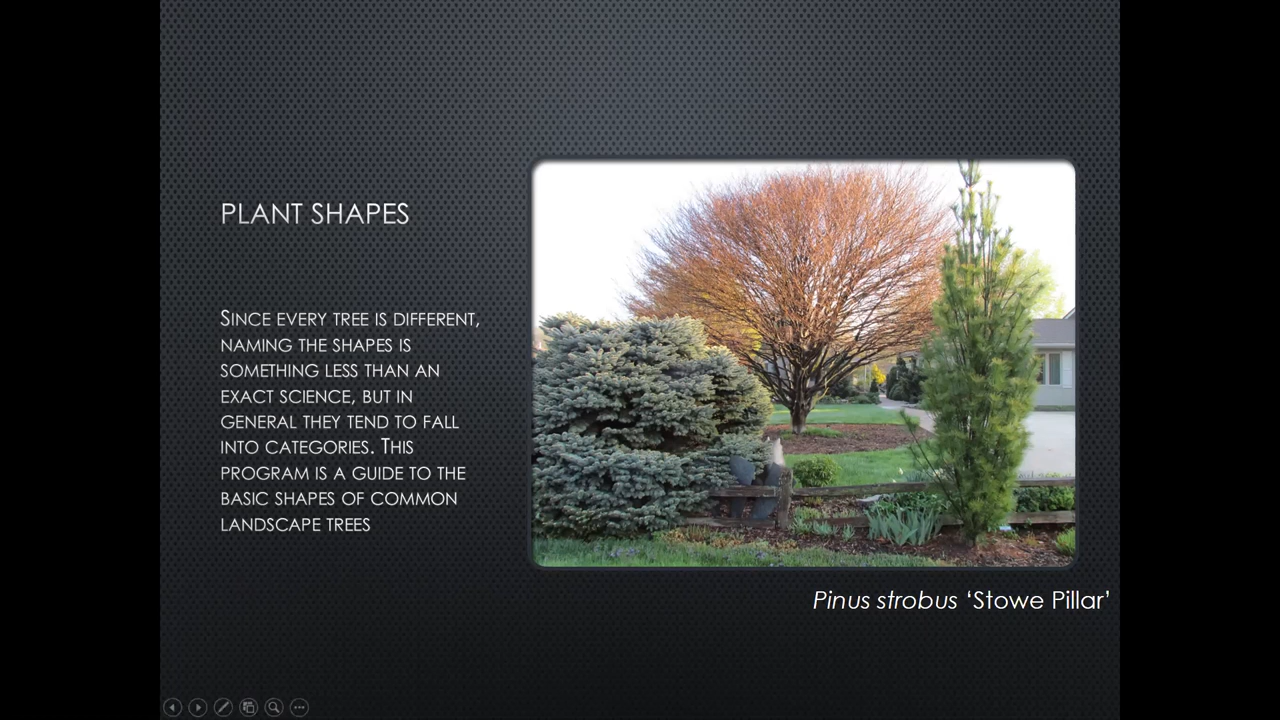 PLANT SHAPES
SINCE EVERY TREE IS DIFFERENT,
NAMING THE SHAPES IS
SOMETHING LESS THAN AN
EXACT SCIENCE, BUT IN
GENERAL THEY TEND TO FALL
INTO CATEGORIES. THIS
PROGRAM IS A GUIDE TO THE
BASIC SHAPES OF COMMON
LANDSCAPE TREES
Pinus strobus ‘Stowe Pillar’